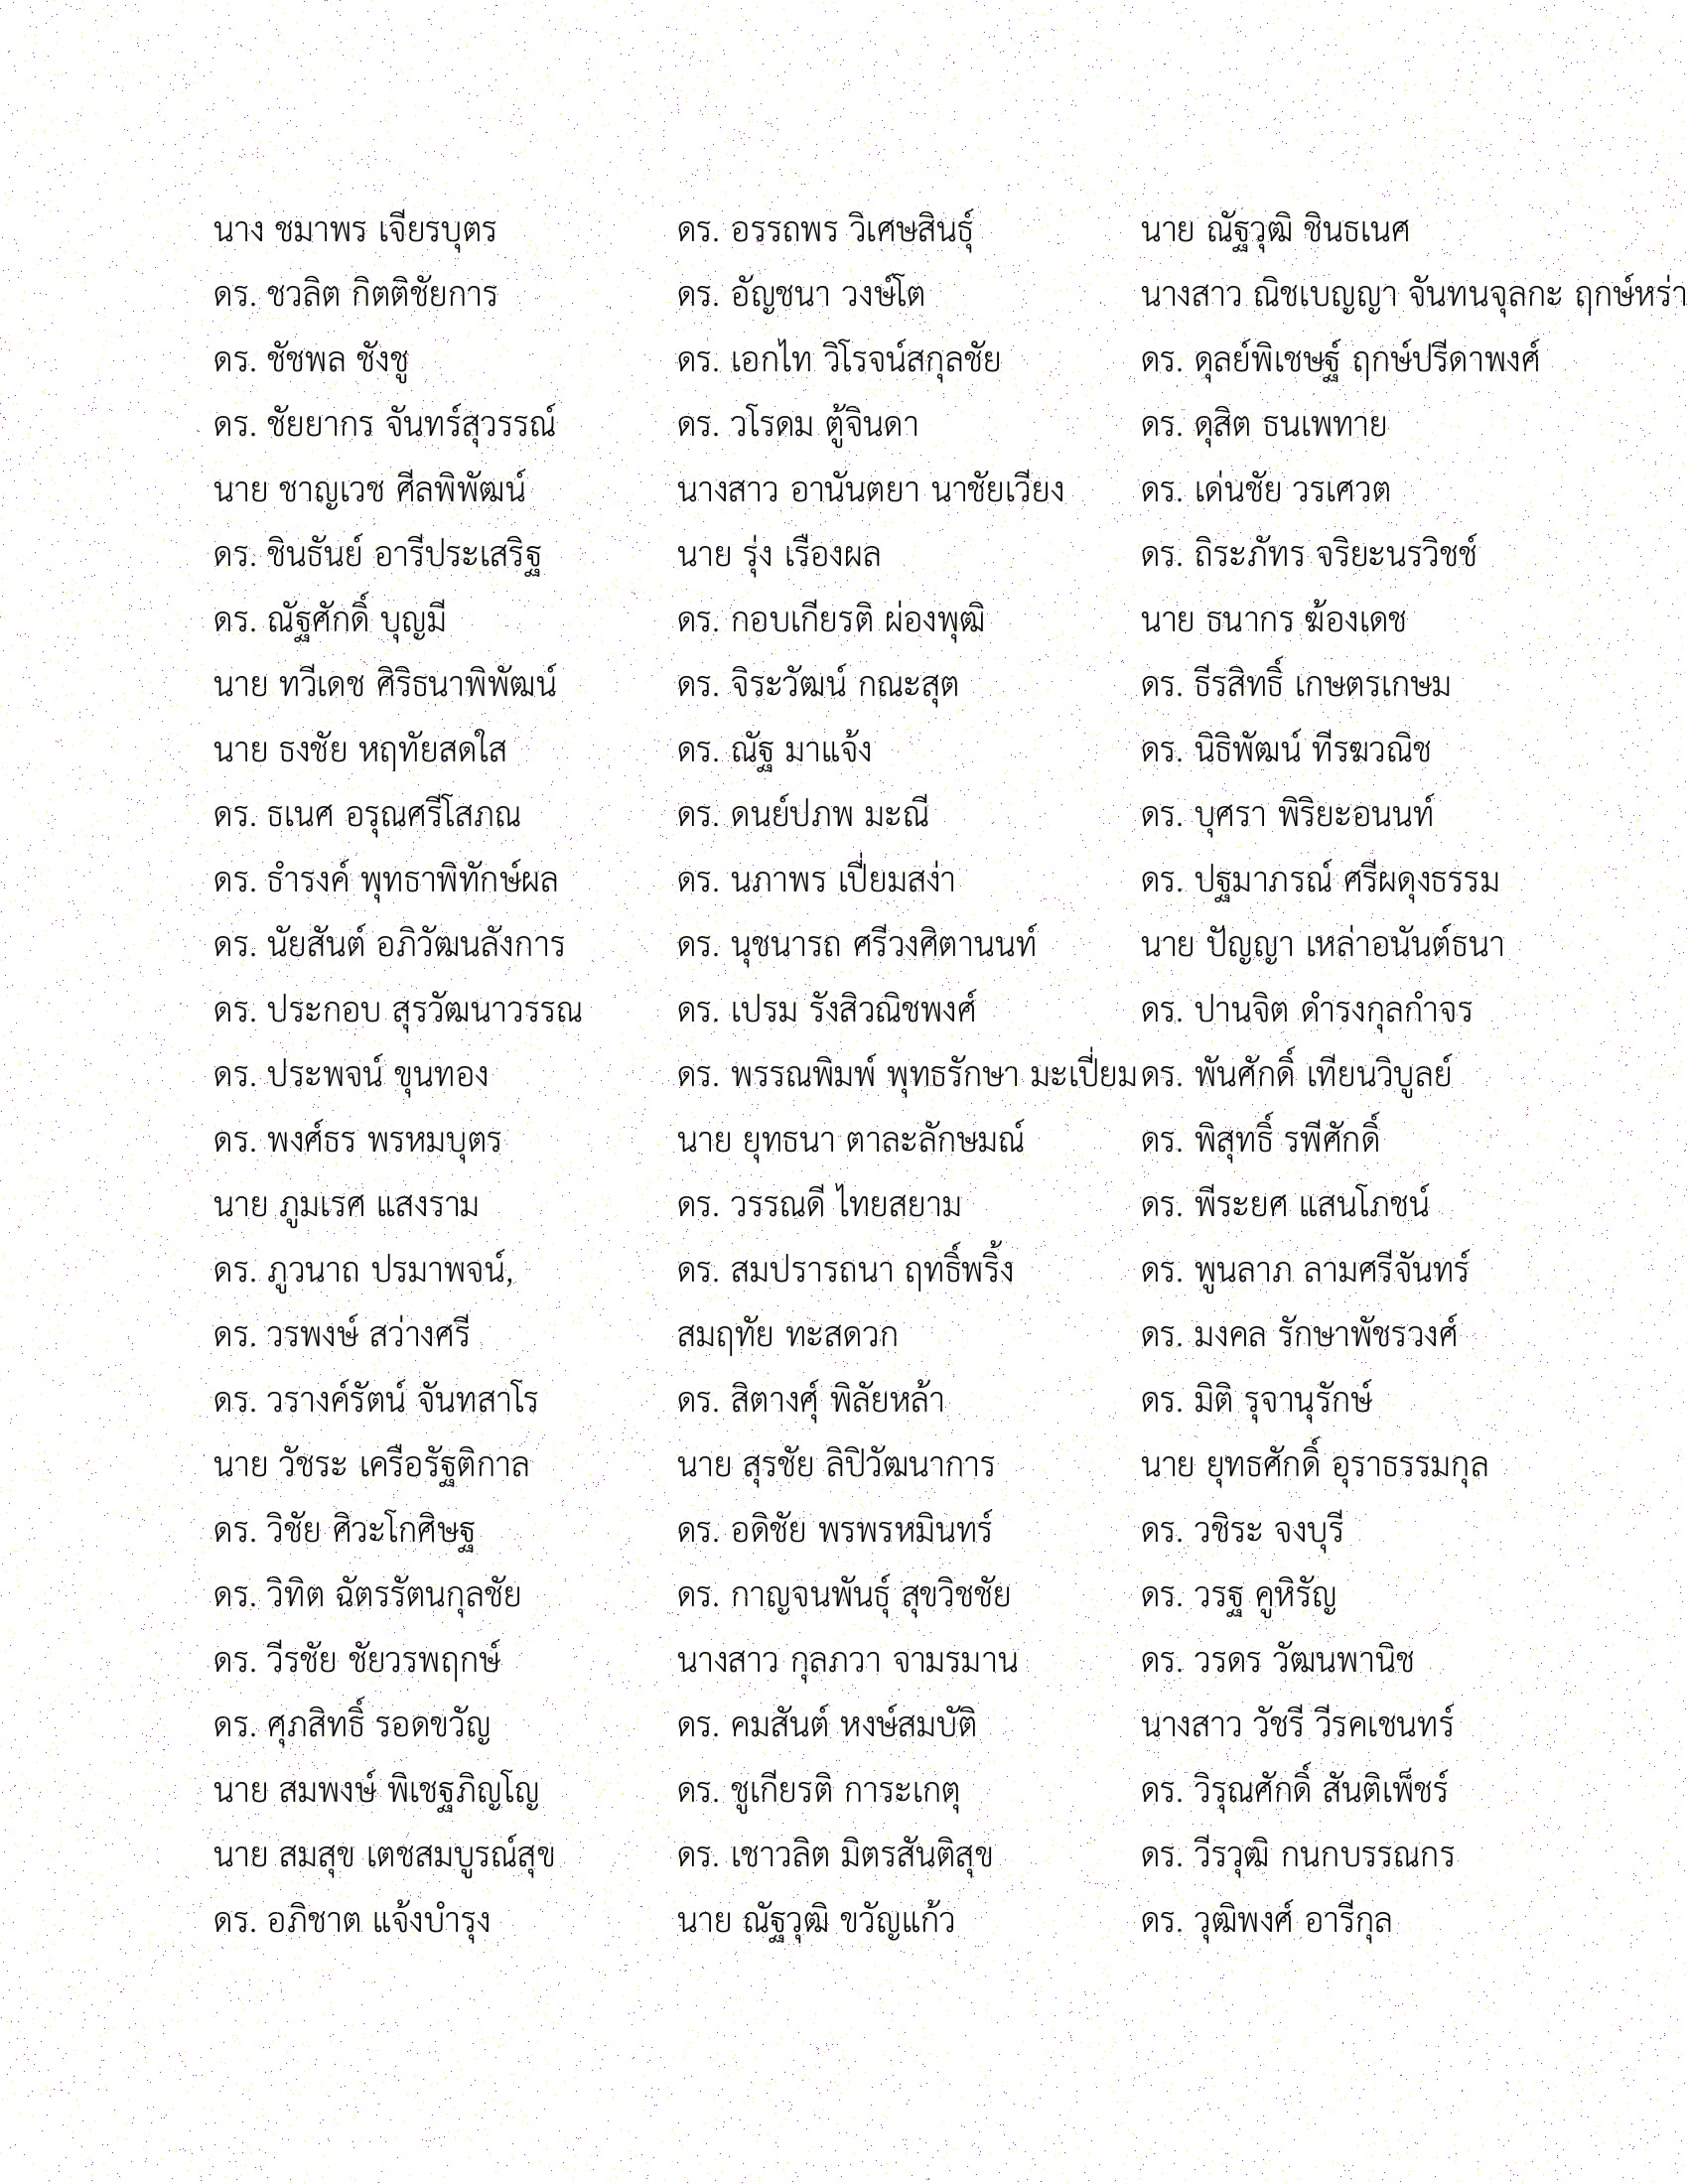 นาง ชมาพร เจียรบุตร
ดร. ชวลิต กิตติชัยการ
ดร. ชัชพล ชังชู
ดร. ชัยยากร จันทร์สุวรรณ์
นาย ชาญเวช ศีลพิพัฒน์
ดร. ชินธันย์ อารีประเสริฐ
ดร. ณัฐศักดิ์ บุญมี
นาย ทวีเดช ศิริธนาพิพัฒน์
นาย ธงชัย หฤทัยสดใส
ดร. ธเนศ อรุณศรีโสภณ
ดร. ธำรงค์ พุทธาพิทักษ์ผล
ดร. นัยสันต์ อภิวัฒนลังการ
ดร. ประกอบ สุรวัฒนาวรรณ
ดร. ประพจน์ ขุนทอง
ดร. พงศ์ธร พรหมบุตร
นาย ภูมเรศ แสงราม
ดร. ภูวนาถ ปรมาพจน์,
ดร. วรพงษ์ สว่างศรี
ดร. วรางค์รัตน์ จันทสาโร
นาย วัชระ เครือรัฐติกาล
ดร. วิชัย ศิวะโกศิษฐ
ดร. วิทิต ฉัตรรัตนกุลชัย
ดร. วีรชัย ชัยวรพฤกษ์
ดร. ศุภสิทธิ์ รอดขวัญ
นาย สมพงษ์ พิเชฐภิญโญ
นาย สมสุข เตชสมบูรณ์สุข
ดร. อภิชาต แจ้งบำรุง
ดร. อรรถพร วิเศษสินธุ์
ดร. อัญชนา วงษ์โต
ดร. เอกไท วิโรจน์สกุลชัย
ดร. วโรดม ตู้จินดา
นางสาว อานันตยา นาชัยเวียง
นาย รุ่ง เรืองผล
ดร. กอบเกียรติ ผ่องพุฒิ
ดร. จิระวัฒน์ กณะสุต
ดร. ณัฐ มาแจ้ง
ดร. ดนย์ปภพ มะณี
ดร. นภาพร เปี่ยมสง่า
ดร. นุชนารถ ศรีวงศิตานนท์
ดร. เปรม รังสิวณิชพงศ์
ดร. พรรณพิมพ์ พุทธรักษา มะเปี่ยม
นาย ยุทธนา ตาละลักษมณ์
ดร. วรรณดี ไทยสยาม
ดร. สมปรารถนา ฤทธิ์พริ้ง
สมฤทัย ทะสดวก
ดร. สิตางศุ์ พิลัยหล้า
นาย สุรชัย ลิปิวัฒนาการ
ดร. อดิชัย พรพรหมินทร์
ดร. กาญจนพันธุ์ สุขวิชชัย
นางสาว กุลภวา จามรมาน
ดร. คมสันต์ หงษ์สมบัติ
ดร. ชูเกียรติ การะเกตุ
ดร. เชาวลิต มิตรสันติสุข
นาย ณัฐวุฒิ ขวัญแก้ว
นาย ณัฐวุฒิ ชินธเนศ
นางสาว ณิชเบญญา จันทนจุลกะ ฤกษ์หร่า
ดร. ดุลย์พิเชษฐ์ ฤกษ์ปรีดาพงศ์
ดร. ดุสิต ธนเพทาย
ดร. เด่นชัย วรเศวต
ดร. ถิระภัทร จริยะนรวิชช์
นาย ธนากร ฆ้องเดช
ดร. ธีรสิทธิ์ เกษตรเกษม
ดร. นิธิพัฒน์ ทีรฆวณิช
ดร. บุศรา พิริยะอนนท์
ดร. ปฐมาภรณ์ ศรีผดุงธรรม
นาย ปัญญา เหล่าอนันต์ธนา
ดร. ปานจิต ดำรงกุลกำจร
ดร. พันศักดิ์ เทียนวิบูลย์
ดร. พิสุทธิ์ รพีศักดิ์
ดร. พีระยศ แสนโภชน์
ดร. พูนลาภ ลามศรีจันทร์
ดร. มงคล รักษาพัชรวงศ์
ดร. มิติ รุจานุรักษ์
นาย ยุทธศักดิ์ อุราธรรมกุล
ดร. วชิระ จงบุรี
ดร. วรฐ คูหิรัญ
ดร. วรดร วัฒนพานิช
นางสาว วัชรี วีรคเชนทร์
ดร. วิรุณศักดิ์ สันติเพ็ชร์
ดร. วีรวุฒิ กนกบรรณกร
ดร. วุฒิพงศ์ อารีกุล